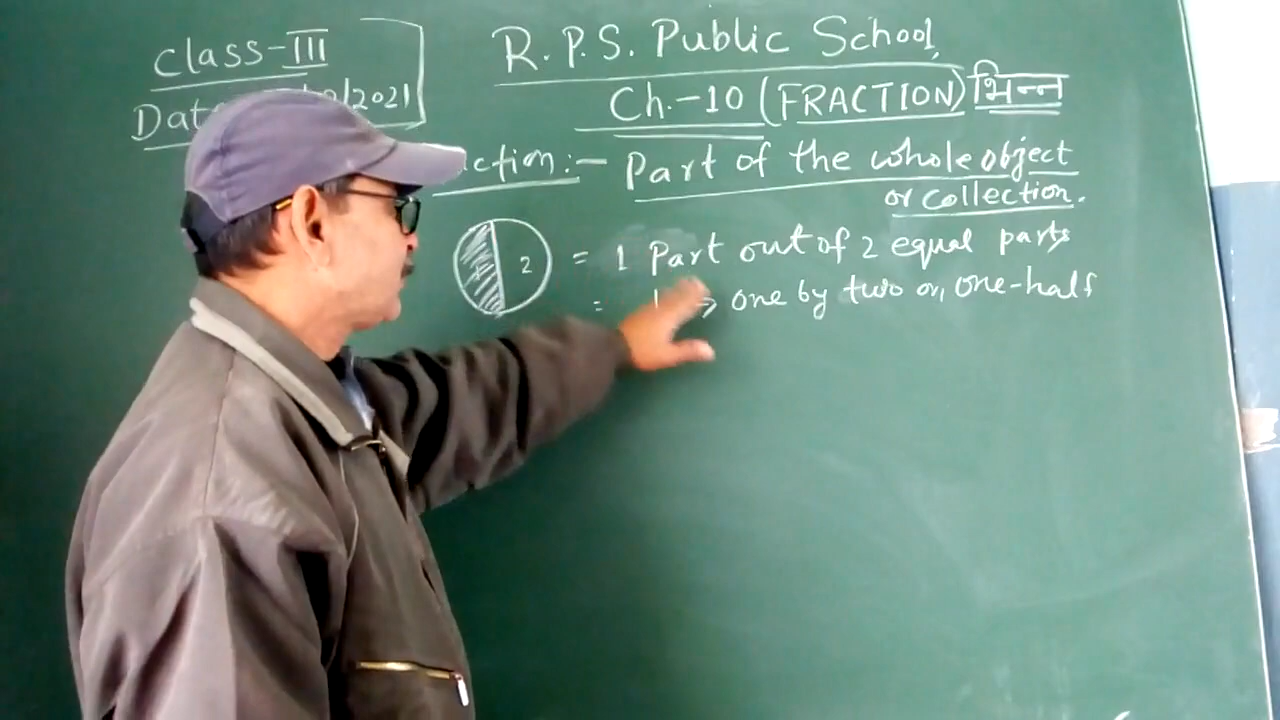 Class-III
R.P.S. Public School,
/2021
Ch.-10 (FRACTION) भिन्न
ction:- Part of the whole object
or collection.
2 = 1 Part out of 2 equal parts
= 1 → one by two or, one-half